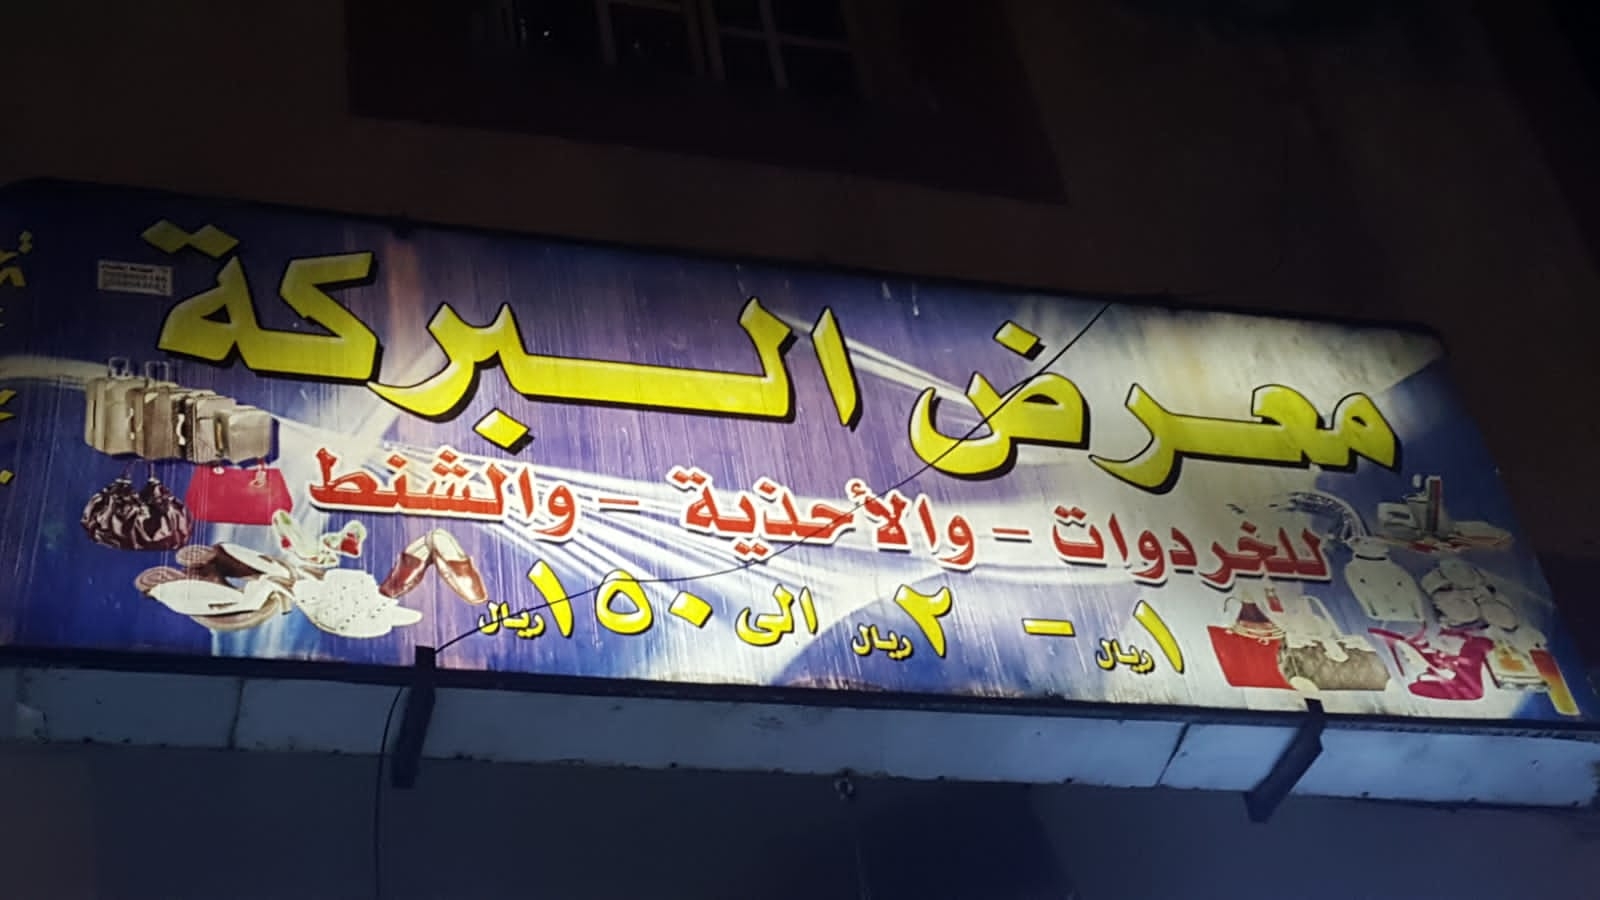 معرض البركة
للخردوات - والأحذية - والشنط
١ ريال - ٢ ريال الى ١٥٠ ريال